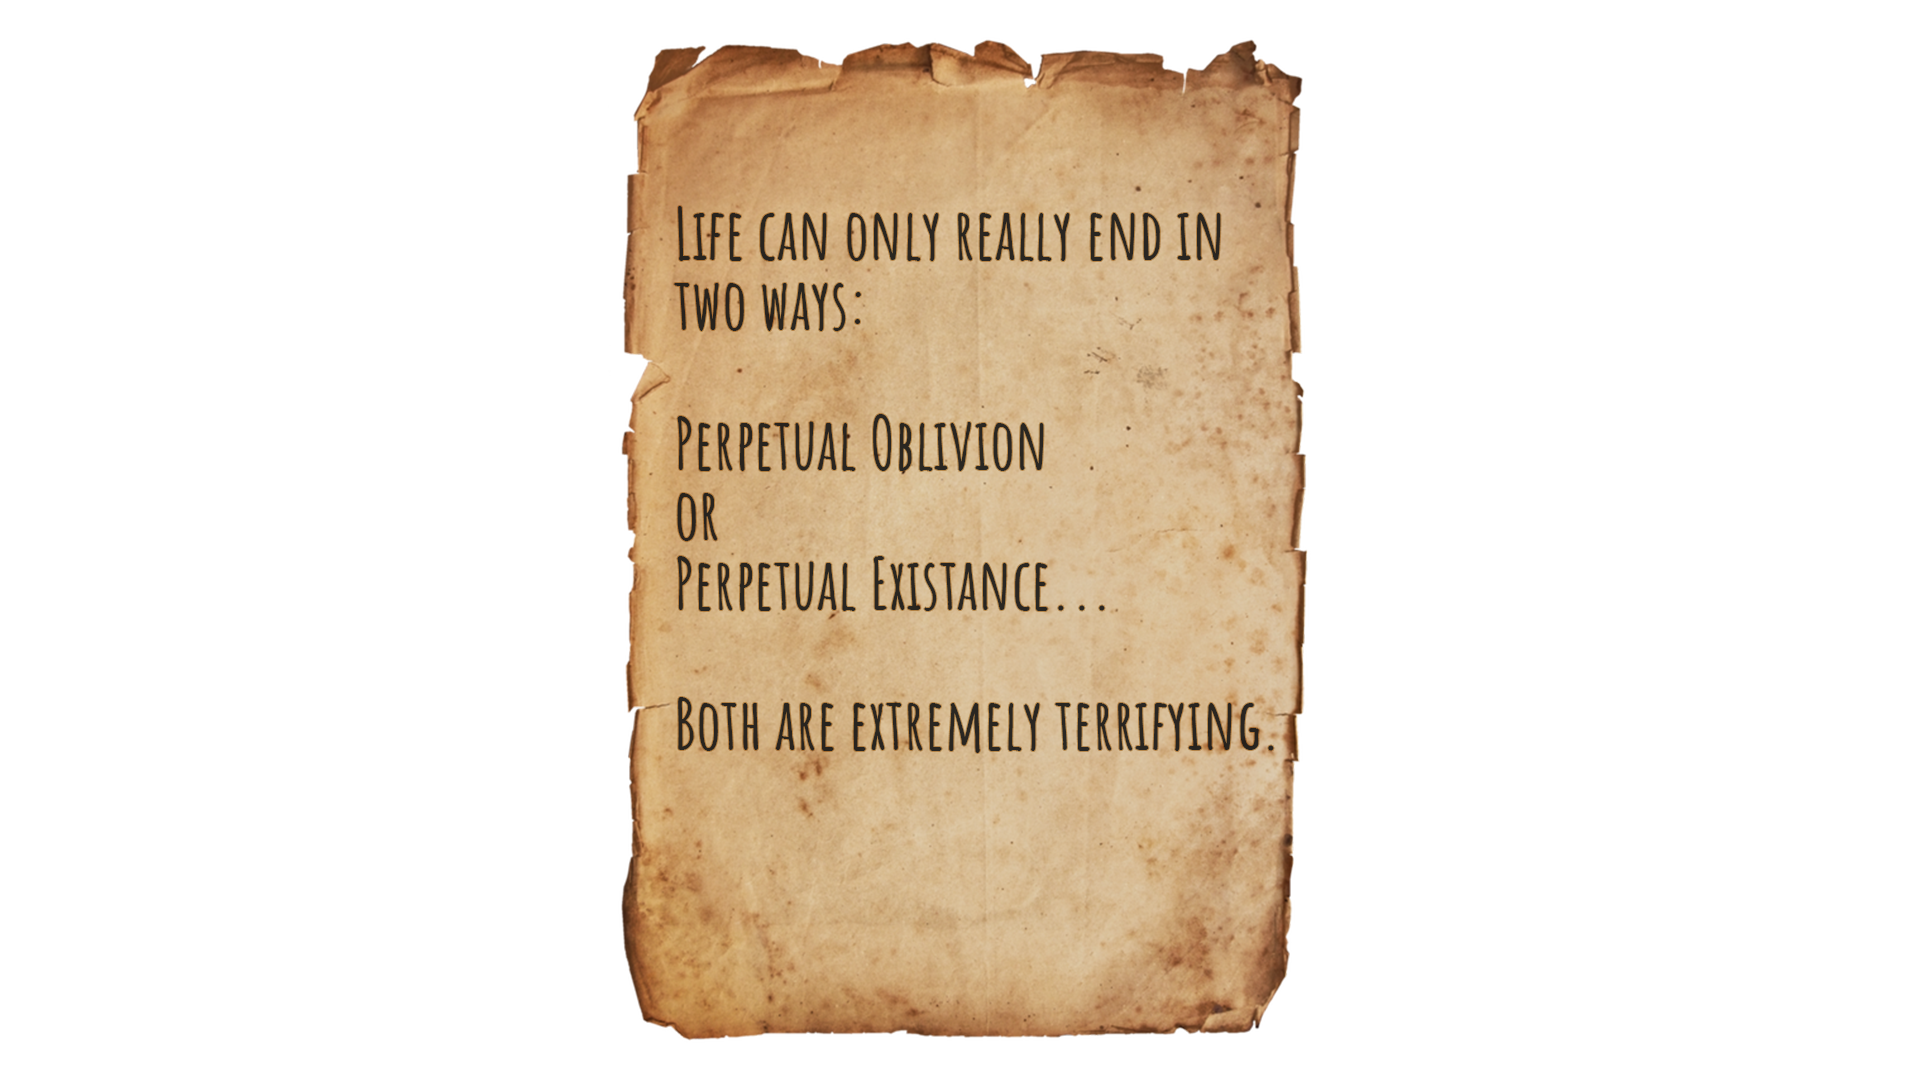 Life can only really end in
two ways:
Perpetual Oblivion
or
Perpetual Existance...
Both are extremely terrifying.